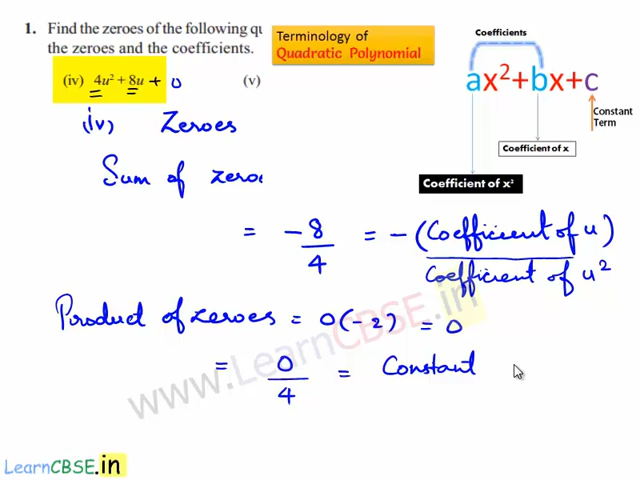 1. Find the zeroes of the following qu
the zeroes and the coefficients.
(iv) 4u² + 8u + 0 (v)
Terminology of
Quadratic Polynomial
Coefficients
ax²+bx+c
Constant
Term
Coefficient of x
Coefficient of x²
(iv) Zeroes
Sum of zeroe
= -8/4 = - (Coefficient of u)/Coefficient of u²
Product of zeroes = 0(-2) = 0
= 0/4 = Constant
www.LearnCBSE.in
LearnCBSE.in